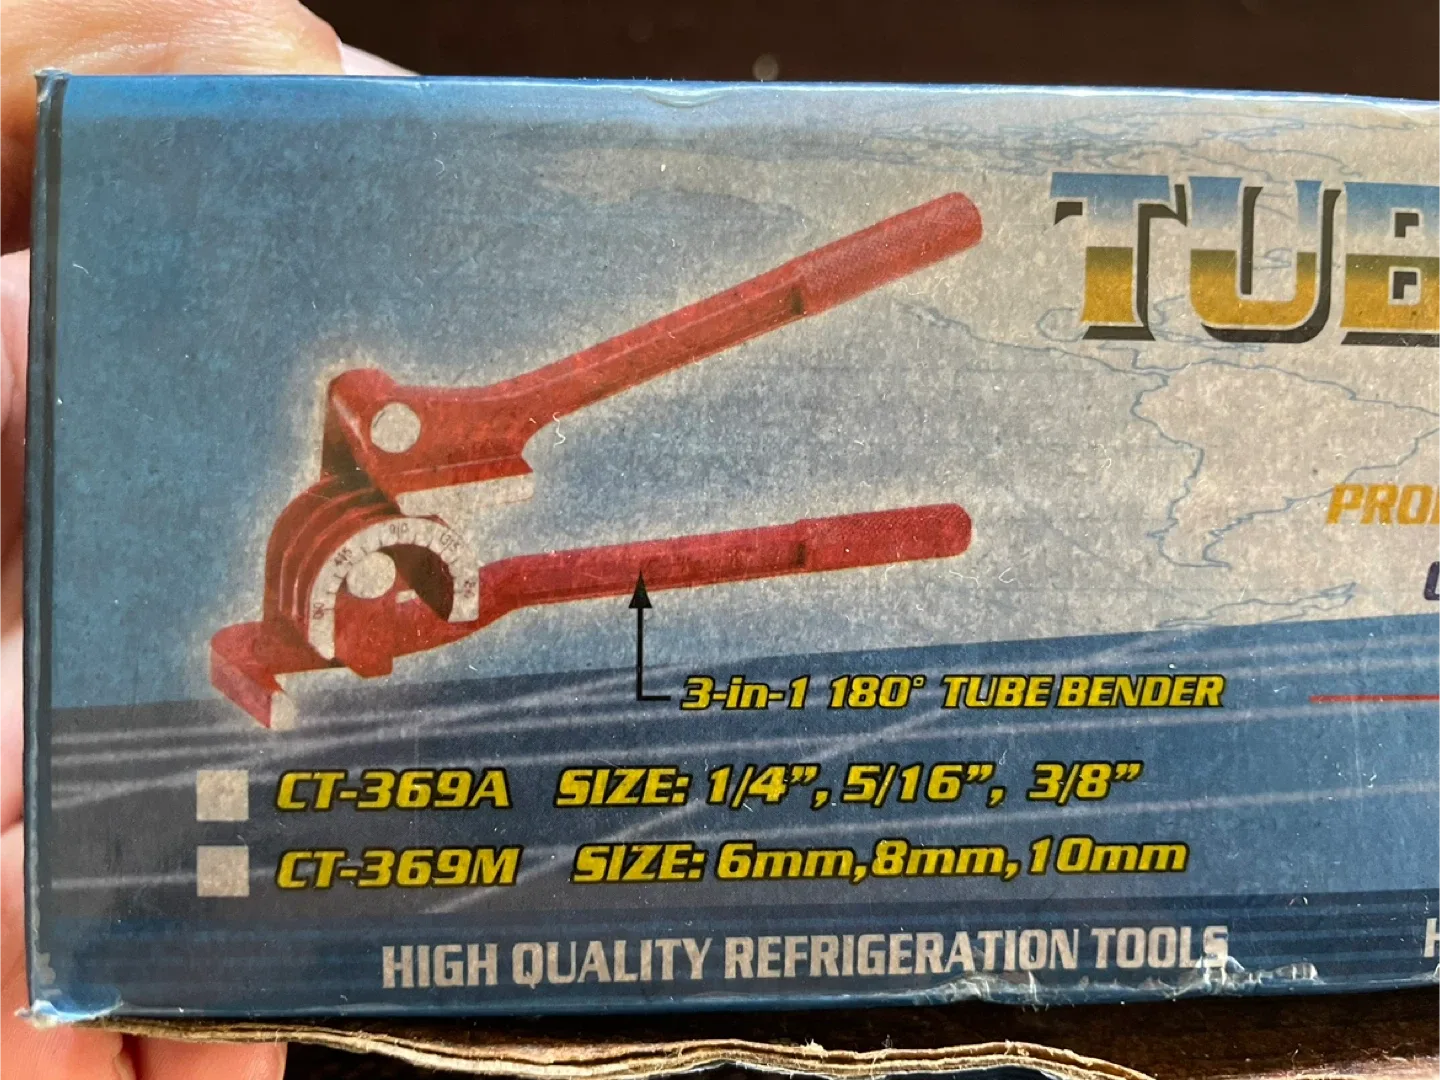 TUB
PRO
3-in-1 180° TUBE BENDER
CT-369A SIZE: 1/4”, 5/16”, 3/8”
CT-369M SIZE: 6mm,8mm,10mm
HIGH QUALITY REFRIGERATION TOOLS